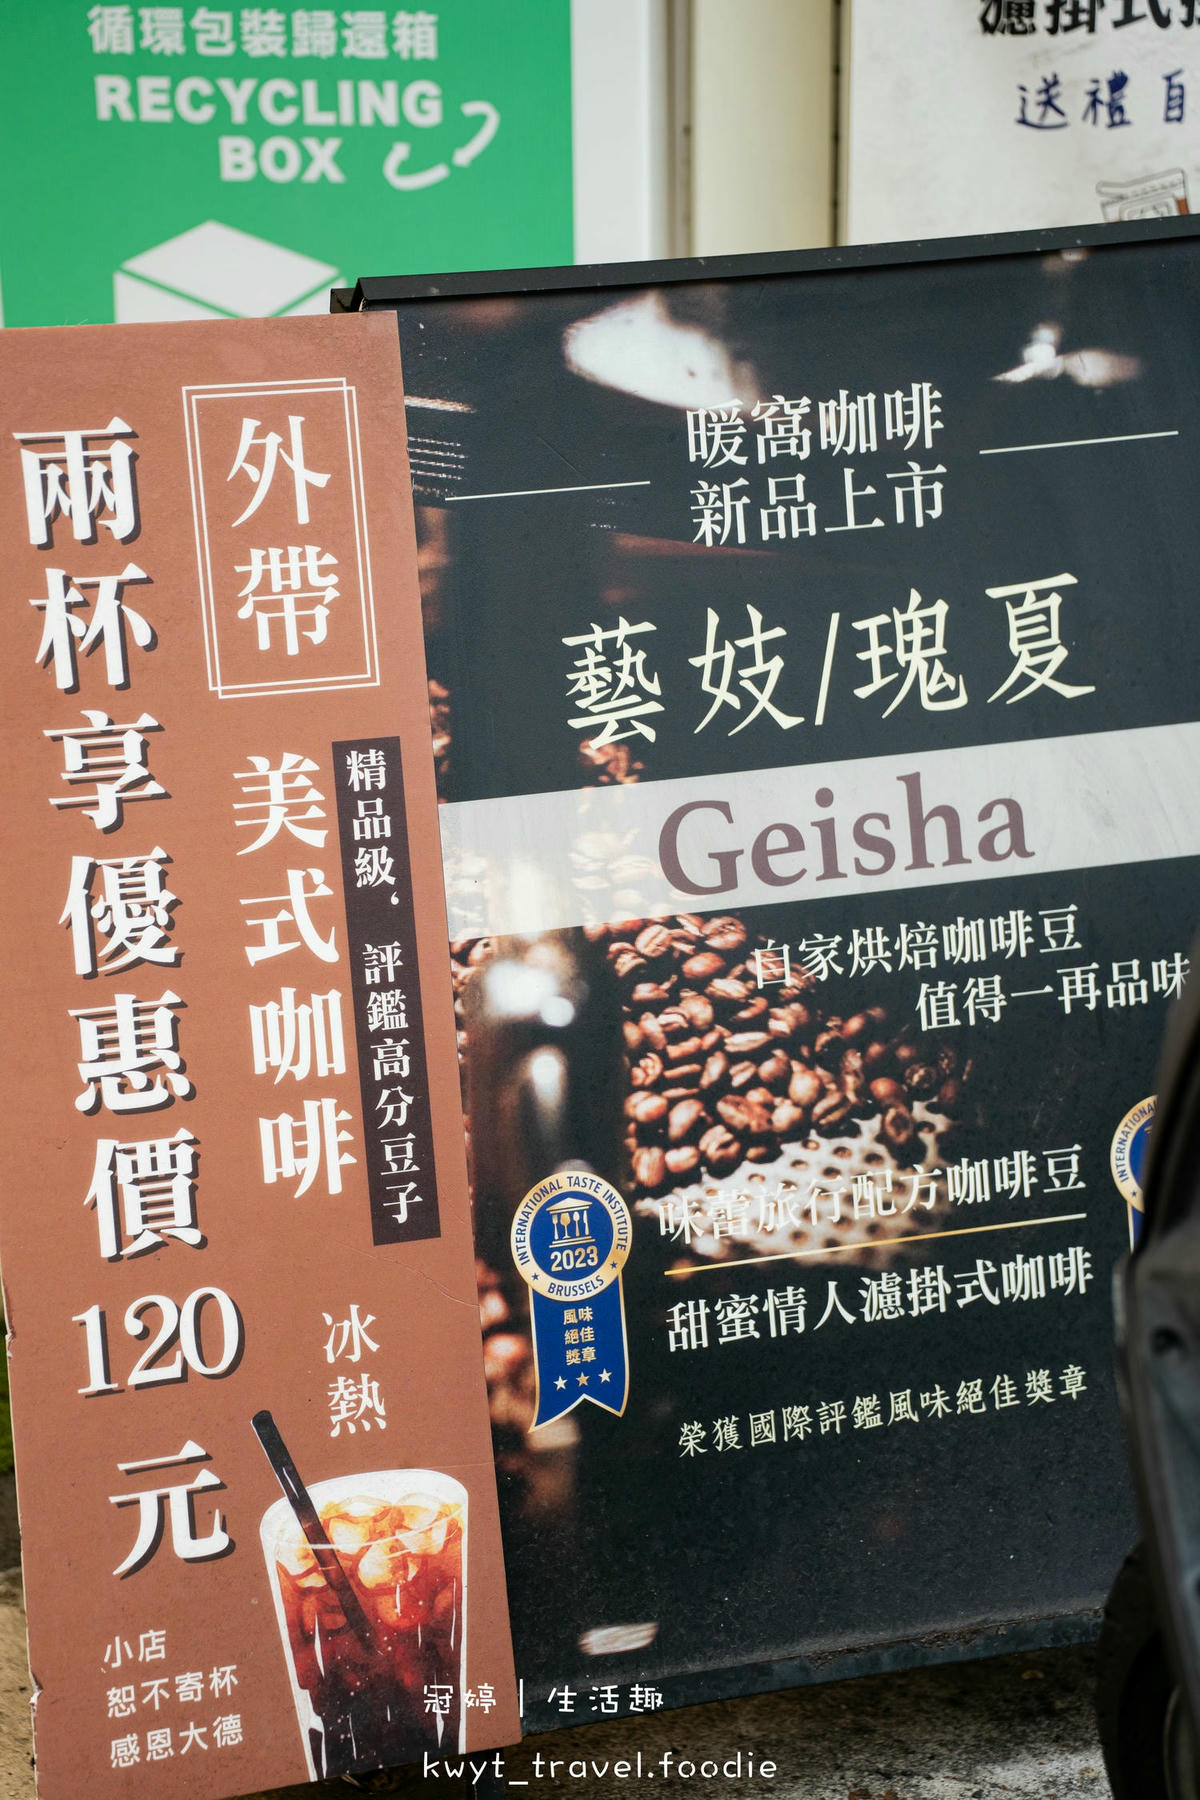 循環包裝歸還箱
RECYCLING
BOX
濾掛式
送禮自
外帶
精品級，評鑑高分豆子
美式咖啡
冰熱
兩杯享優惠價120元
小店
恕不寄杯
感恩大德
暖窩咖啡
新品上市
藝妓/瑰夏
Geisha
自家烘焙咖啡豆
值得一再品味
INTERNATIONAL TASTE INSTITUTE
2023
BRUSSELS
風味
絕佳
獎章
味蕾旅行配方咖啡豆
甜蜜情人濾掛式咖啡
榮獲國際評鑑風味絕佳獎章
INTERNATIONAL
冠婷｜生活趣
kwyt_travel.foodie